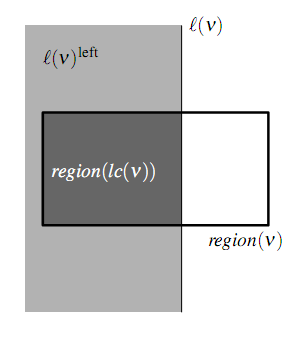 ℓ(ν)
ℓ(ν)left
region(lc(ν))
region(ν)